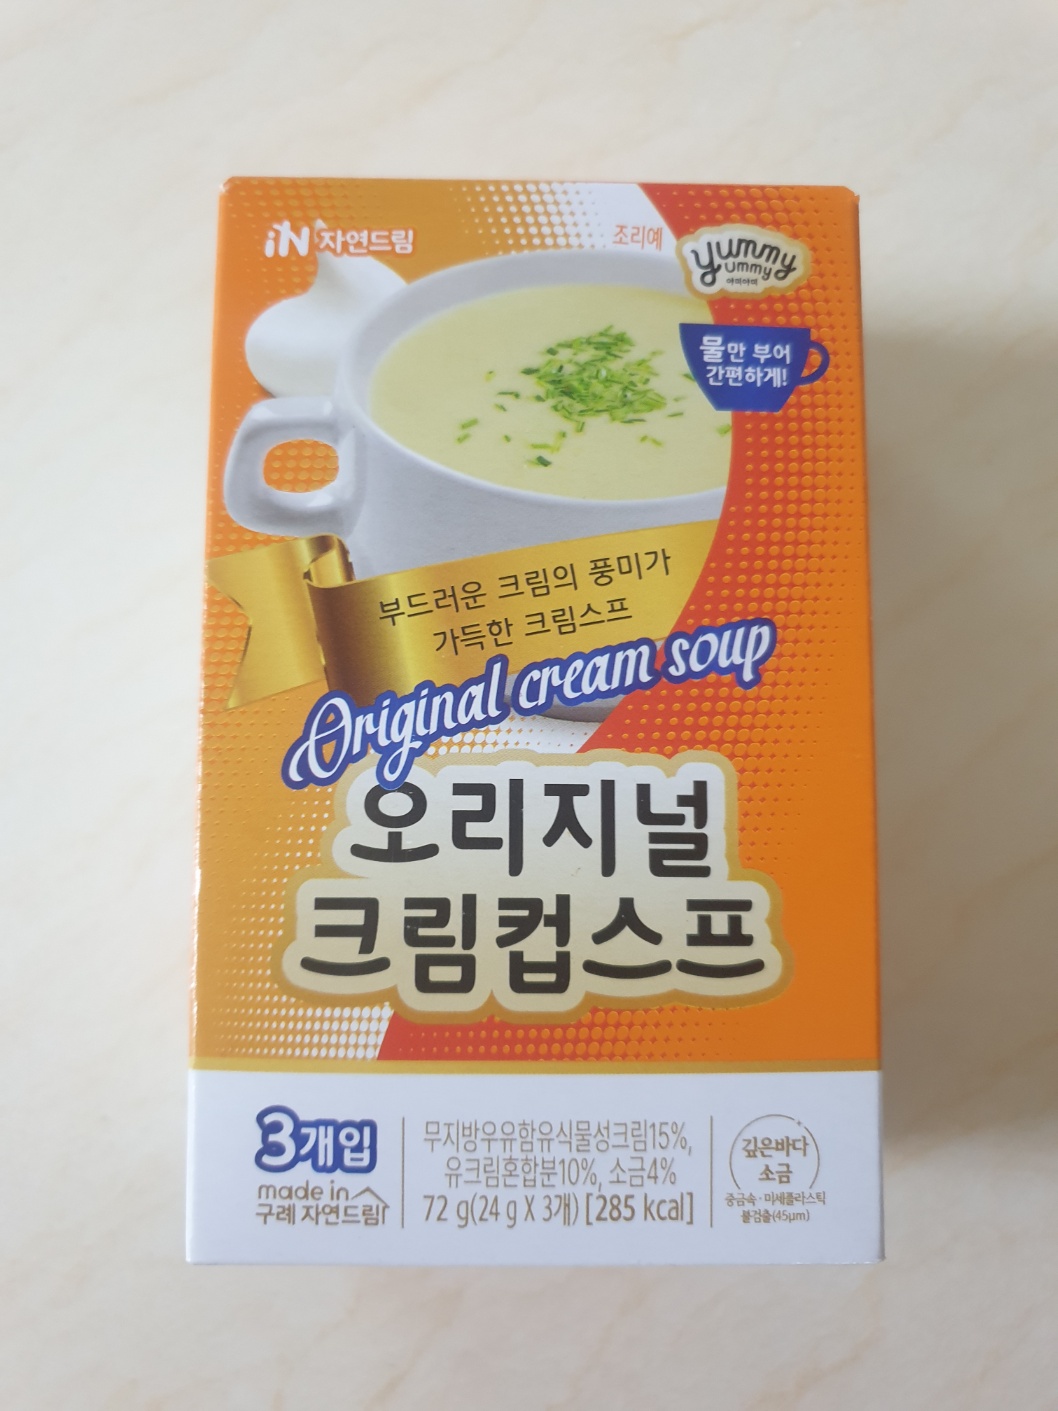 iN 자연드림
조리예
yummy
ummy
야미야미
물만 부어
간편하게!
부드러운 크림의 풍미가
가득한 크림스프
Original cream soup
오리지널
크림컵스프
3개입
made in
구례 자연드림
무지방우유함유식물성크림15%,
유크림혼합분10%, 소금4%
72 g(24 g X 3개) [285 kcal]
깊은바다
소금
중금속·미세플라스틱
불검출(45µm)